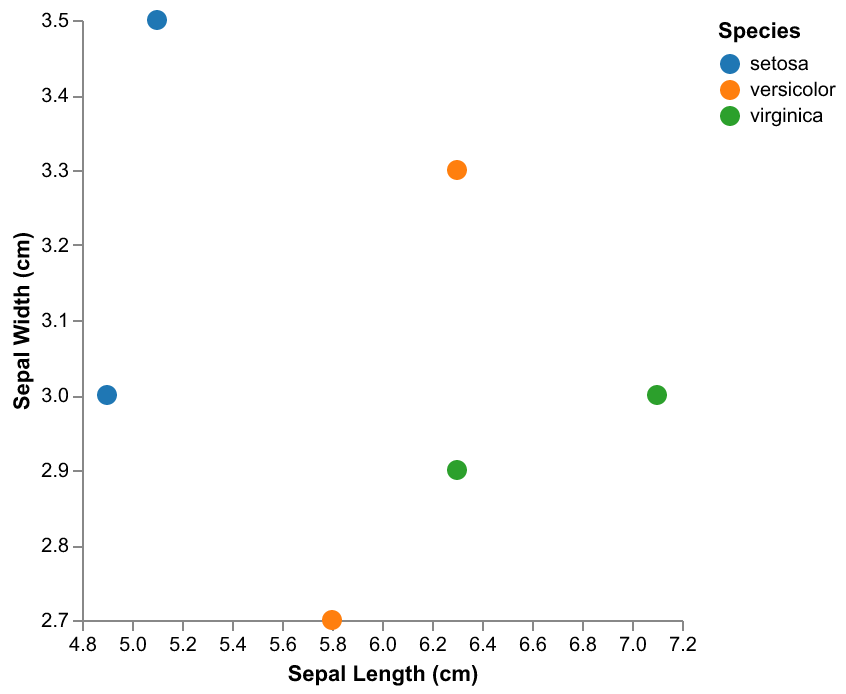 Species
setosa
versicolor
virginica
Sepal Width (cm)
3.5
3.4
3.3
3.2
3.1
3.0
2.9
2.8
2.7
4.8 5.0 5.2 5.4 5.6 5.8 6.0 6.2 6.4 6.6 6.8 7.0 7.2
Sepal Length (cm)